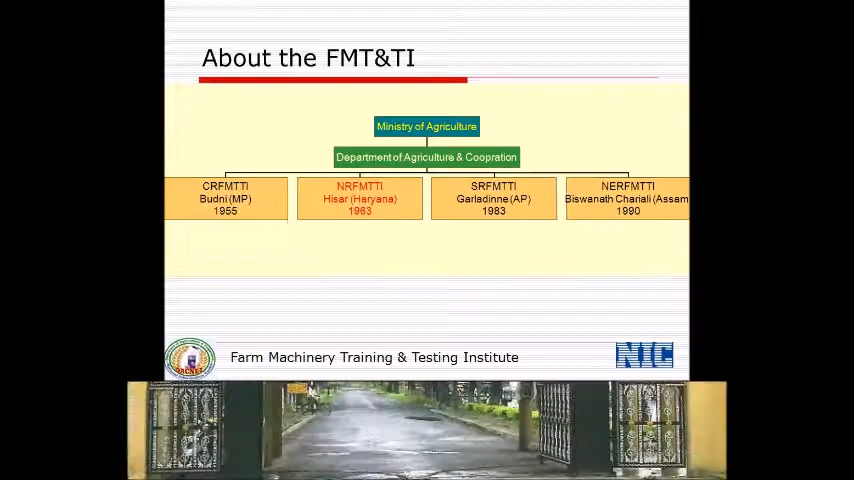 About the FMT&TI
Ministry of Agriculture
Department of Agriculture & Coopration
CRFMTTI
Budni (MP)
1955
NRFMTTI
Hisar (Haryana)
1963
SRFMTTI
Garladinne (AP)
1983
NERFMTTI
Biswanath Chariali (Assam
1990
Farm Machinery Training & Testing Institute
NIC